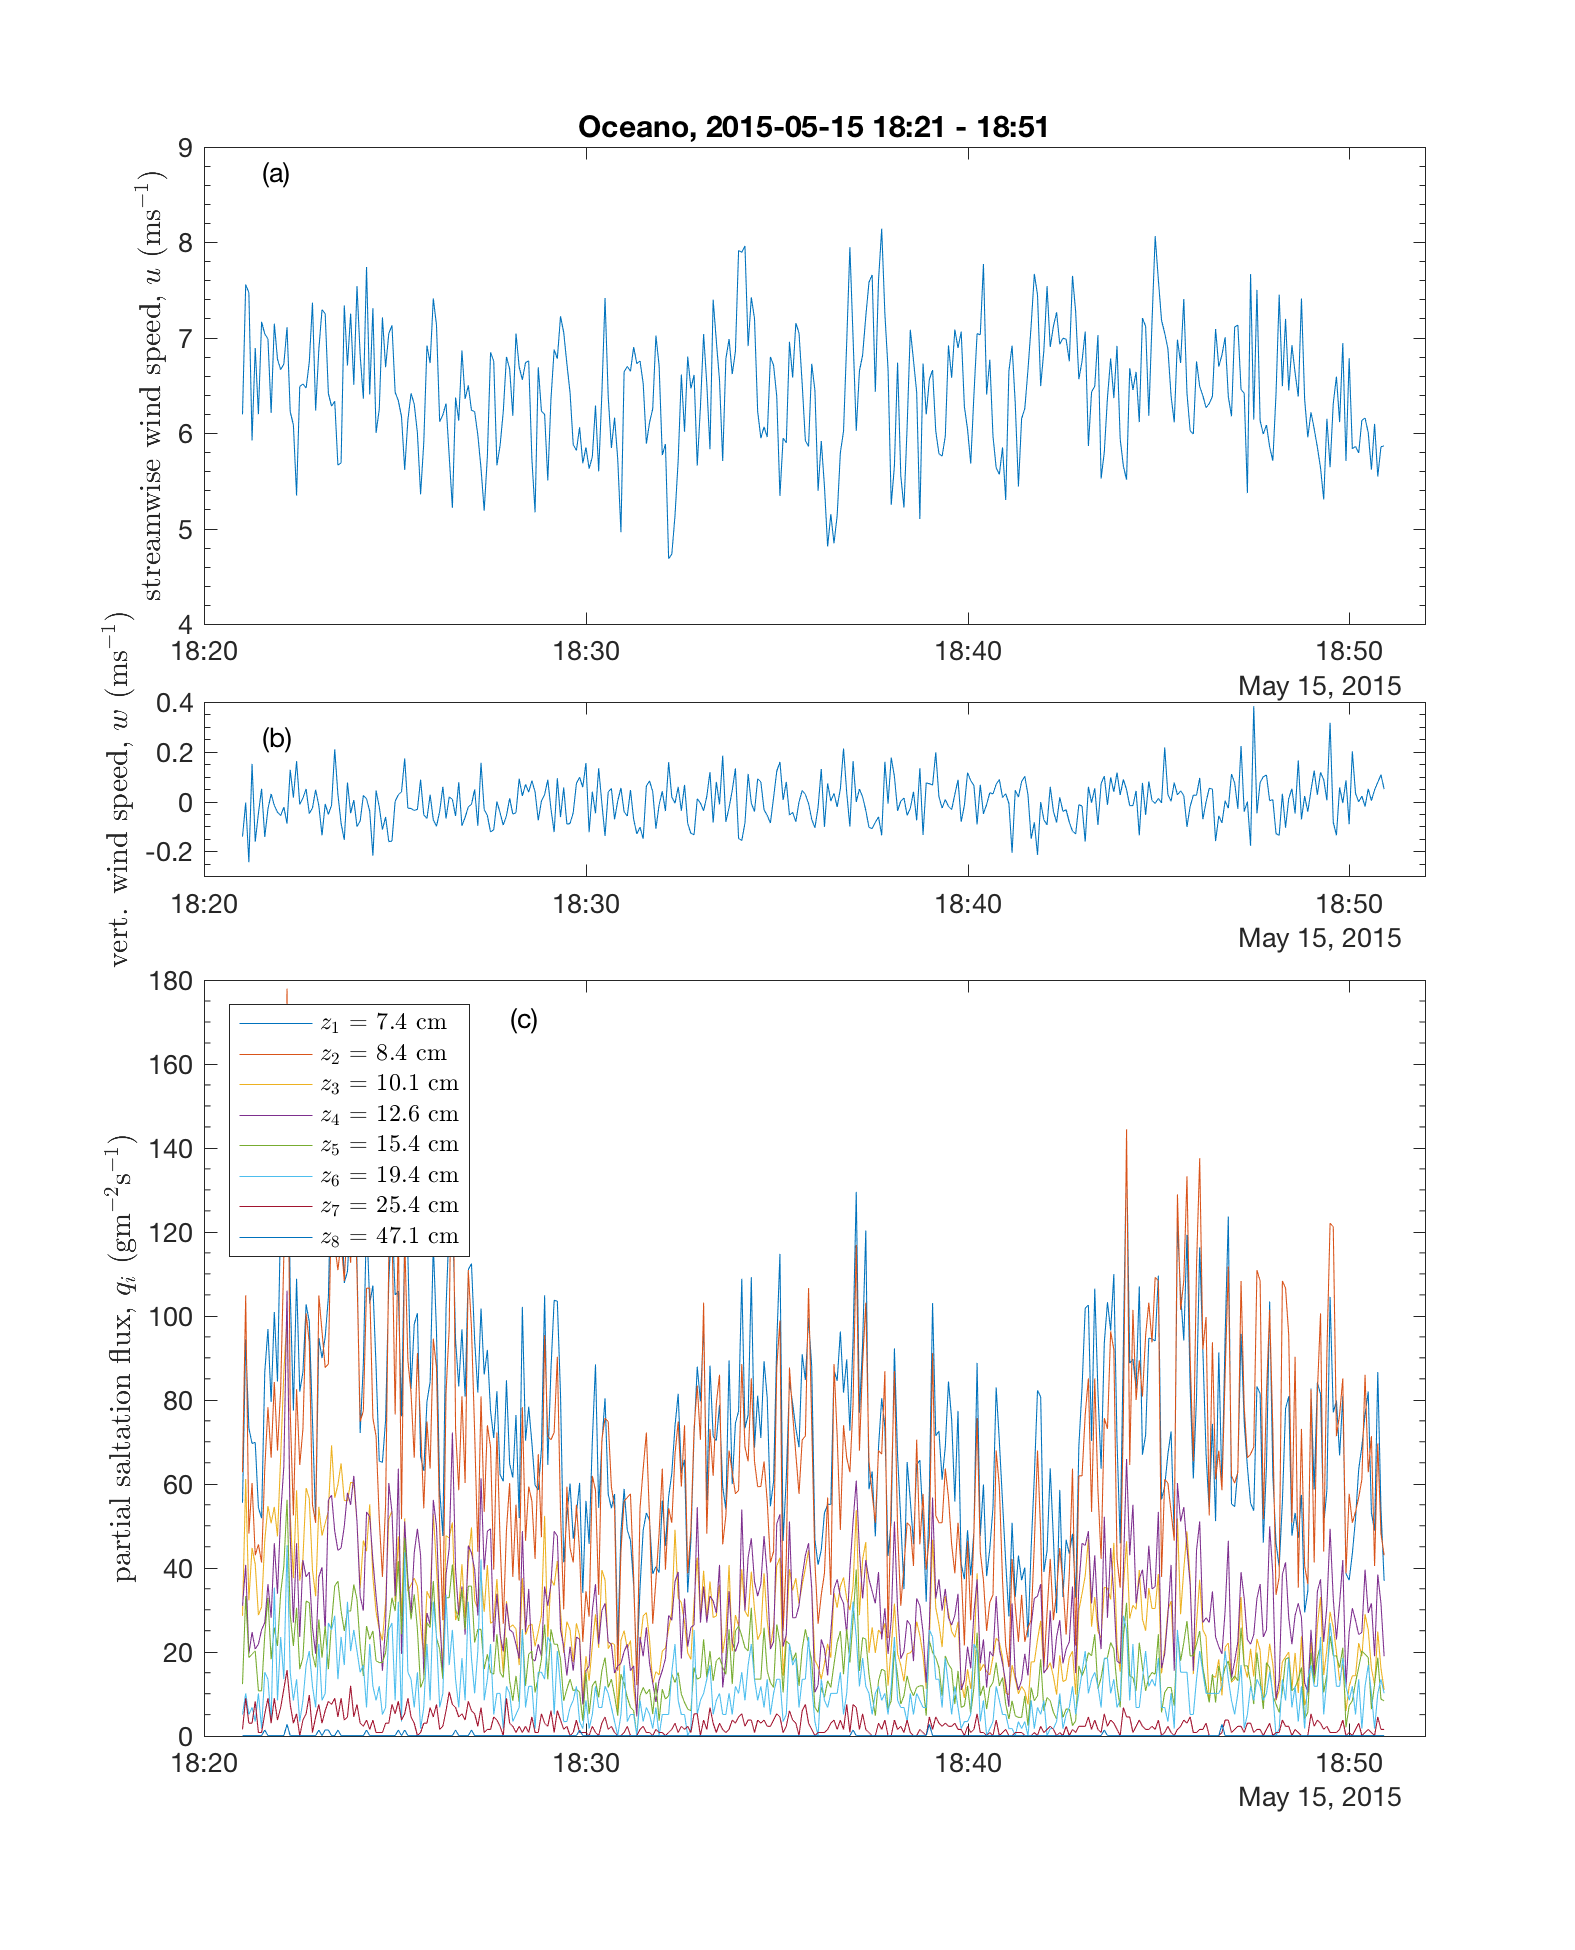 Oceano, 2015-05-15 18:21 - 18:51
(a)
streamwise wind speed, u (ms⁻¹)
9
8
7
6
5
4
18:20 18:30 18:40 18:50
May 15, 2015
(b)
vert. wind speed, w (ms⁻¹)
0.4
0.2
0
-0.2
18:20 18:30 18:40 18:50
May 15, 2015
(c)
partial saltation flux, qᵢ (gm⁻²s⁻¹)
180
160
140
120
100
80
60
40
20
0
z₁ = 7.4 cm
z₂ = 8.4 cm
z₃ = 10.1 cm
z₄ = 12.6 cm
z₅ = 15.4 cm
z₆ = 19.4 cm
z₇ = 25.4 cm
z₈ = 47.1 cm
18:20 18:30 18:40 18:50
May 15, 2015